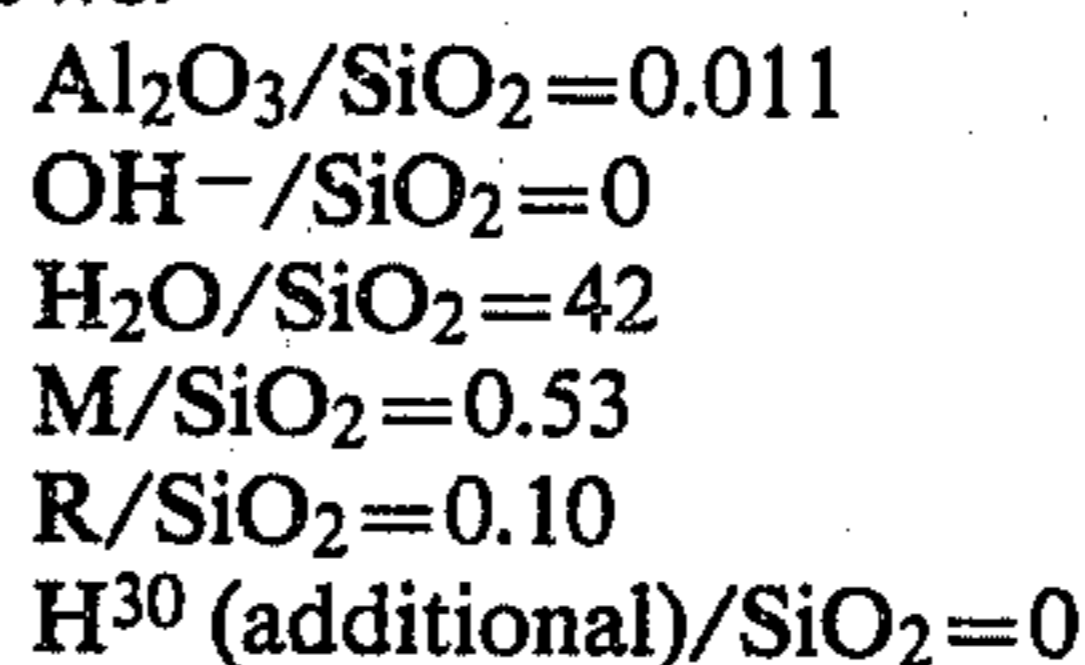 Al₂O₃/SiO₂=0.011
OH⁻/SiO₂=0
H₂O/SiO₂=42
M/SiO₂=0.53
R/SiO₂=0.10
H³⁰ (additional)/SiO₂=0